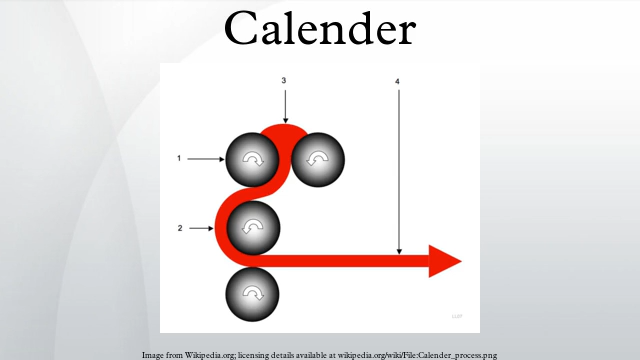 Calender
3
4
1
2
Image from Wikipedia.org; licensing details available at wikipedia.org/wiki/File:Calender_process.png